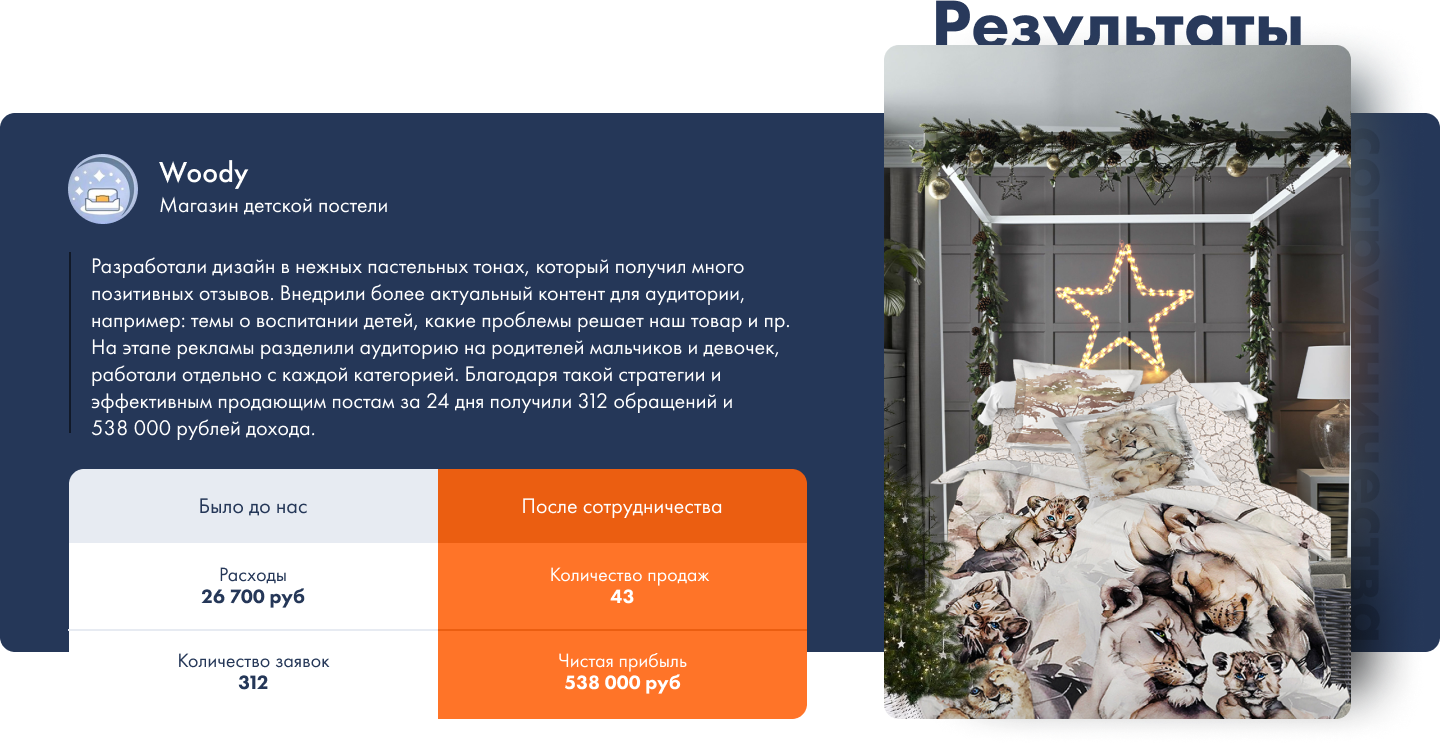 Результаты
сотрудничества
Woody
Магазин детской постели
Разработали дизайн в нежных пастельных тонах, который получил много
позитивных отзывов. Внедрили более актуальный контент для аудитории,
например: темы о воспитании детей, какие проблемы решает наш товар и пр.
На этапе рекламы разделили аудиторию на родителей мальчиков и девочек,
работали отдельно с каждой категорией. Благодаря такой стратегии и
эффективным продающим постам за 24 дня получили 312 обращений и
538 000 рублей дохода.
Было до нас
После сотрудничества
Расходы
26 700 руб
Количество продаж
43
Количество заявок
312
Чистая прибыль
538 000 руб